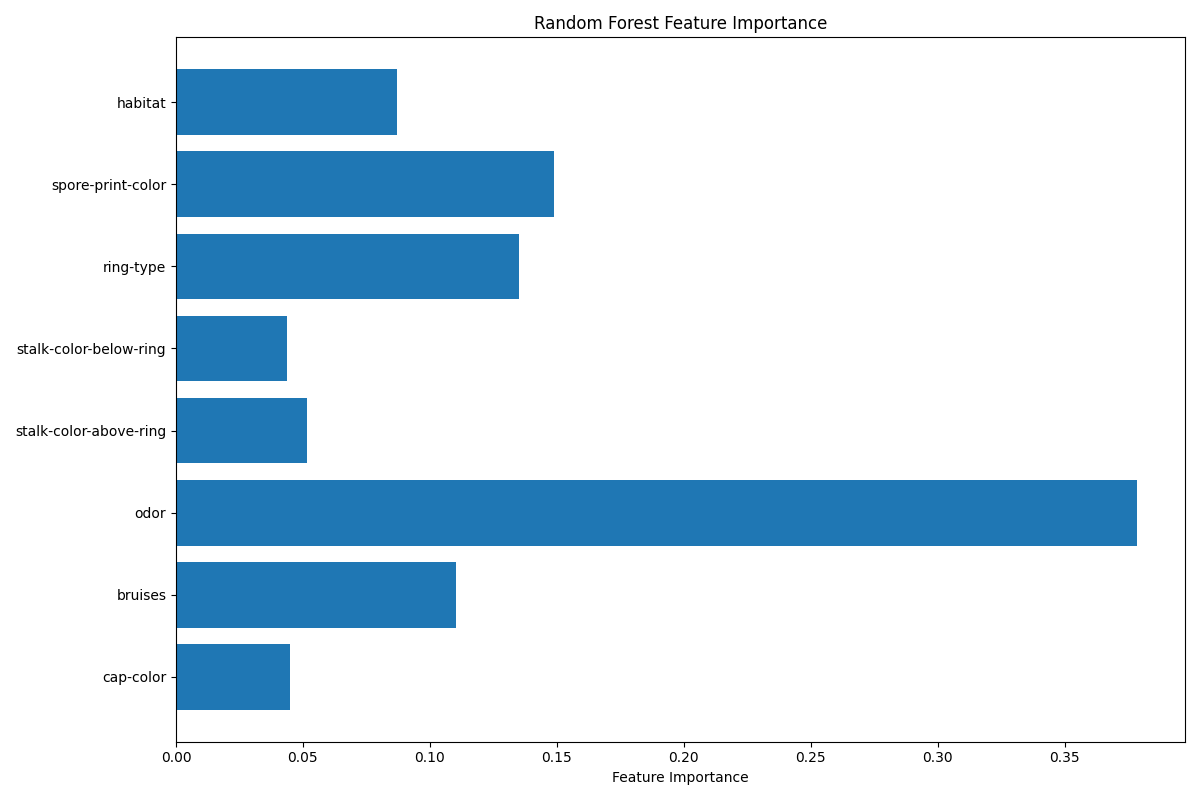 Random Forest Feature Importance
habitat
spore-print-color
ring-type
stalk-color-below-ring
stalk-color-above-ring
odor
bruises
cap-color
0.00 0.05 0.10 0.15 0.20 0.25 0.30 0.35
Feature Importance